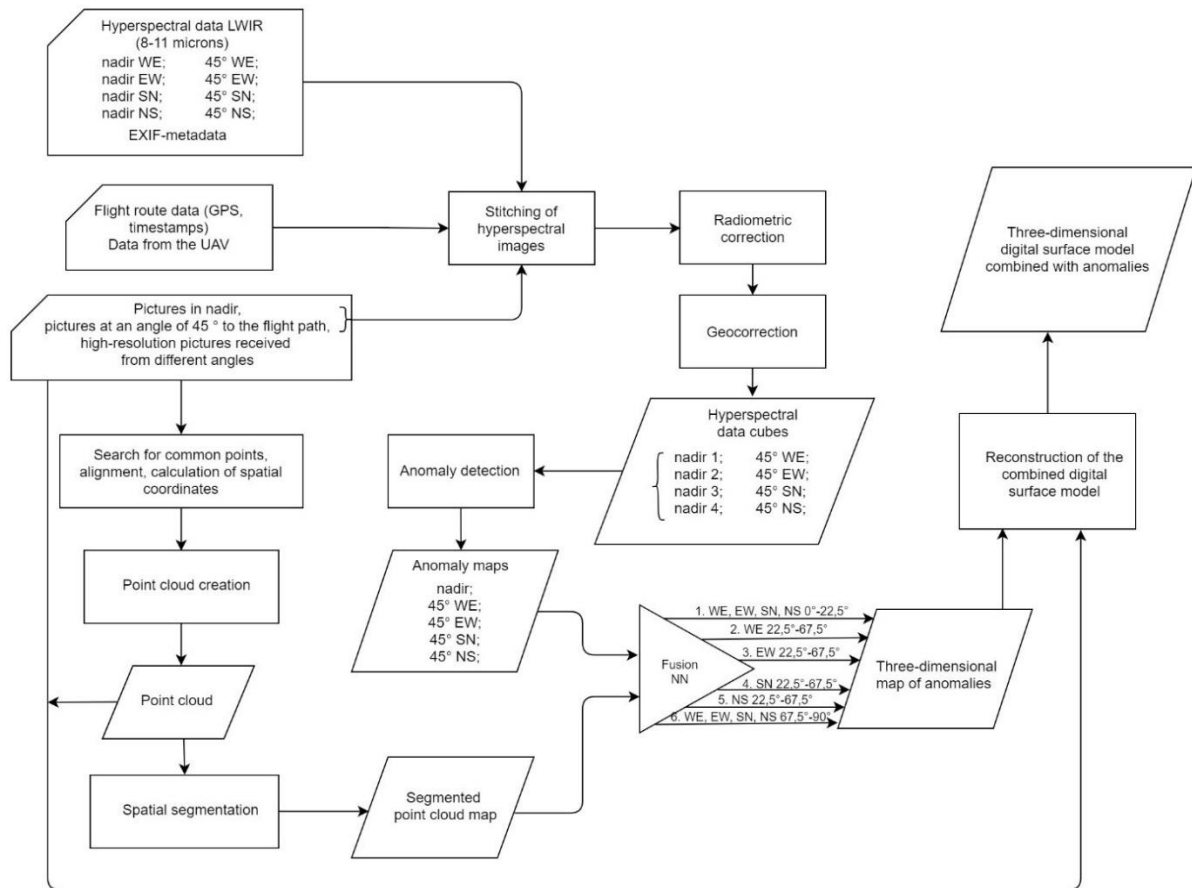 Hyperspectral data LWIR
(8-11 microns)
nadir WE; 45° WE;
nadir EW; 45° EW;
nadir SN; 45° SN;
nadir NS; 45° NS;
EXIF-metadata
Flight route data (GPS,
timestamps)
Data from the UAV
Stitching of
hyperspectral
images
Radiometric
correction
Three-dimensional
digital surface model
combined with anomalies
Pictures in nadir,
pictures at an angle of 45 ° to the flight path,
high-resolution pictures received
from different angles
Geocorrection
Hyperspectral
data cubes
nadir 1; 45° WE;
nadir 2; 45° EW;
nadir 3; 45° SN;
nadir 4; 45° NS;
Search for common points,
alignment, calculation of spatial
coordinates
Anomaly detection
Reconstruction of the
combined digital
surface model
Point cloud creation
Anomaly maps
nadir;
45° WE;
45° EW;
45° SN;
45° NS;
Fusion
NN
1. WE, EW, SN, NS 0°-22,5°
2. WE 22,5°-67,5°
3. EW 22,5°-67,5°
4. SN 22,5°-67,5°
5. NS 22,5°-67,5°
6. WE, EW, SN, NS 67,5°-90°
Three-dimensional
map of anomalies
Point cloud
Spatial segmentation
Segmented
point cloud map